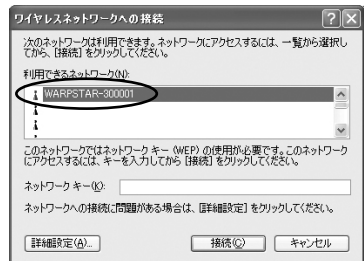 ワイヤレスネットワークへの接続
次のネットワークは利用できます。ネットワークにアクセスするには、一覧から選択し
てから、[接続] をクリックしてください。
利用できるネットワーク(N):
WARPSTAR-300001
このネットワークではネットワーク キー (WEP) の使用が必要です。このネットワーク
にアクセスするには、キーを入力してから [接続] をクリックしてください。
ネットワーク キー(K):
ネットワークへの接続に問題がある場合は、[詳細設定] をクリックしてください。
詳細設定(A)... 接続(C) キャンセル